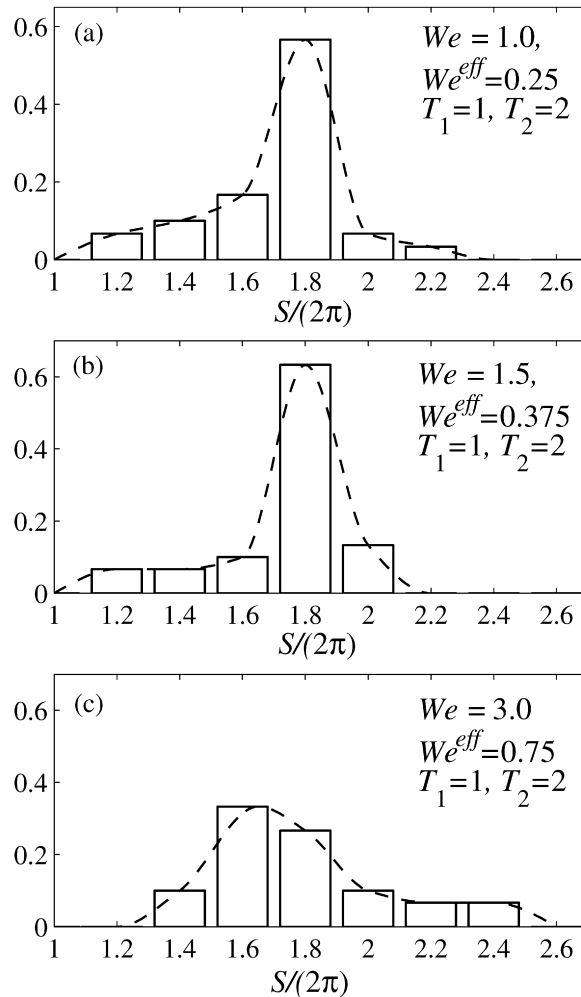 (a)
We = 1.0,
We^eff=0.25
T_1=1, T_2=2
0.6
0.4
0.2
0
1 1.2 1.4 1.6 1.8 2 2.2 2.4 2.6
S/(2π)
(b)
We = 1.5,
We^eff=0.375
T_1=1, T_2=2
0.6
0.4
0.2
0
1 1.2 1.4 1.6 1.8 2 2.2 2.4 2.6
S/(2π)
(c)
We = 3.0
We^eff=0.75
T_1=1, T_2=2
0.6
0.4
0.2
0
1 1.2 1.4 1.6 1.8 2 2.2 2.4 2.6
S/(2π)